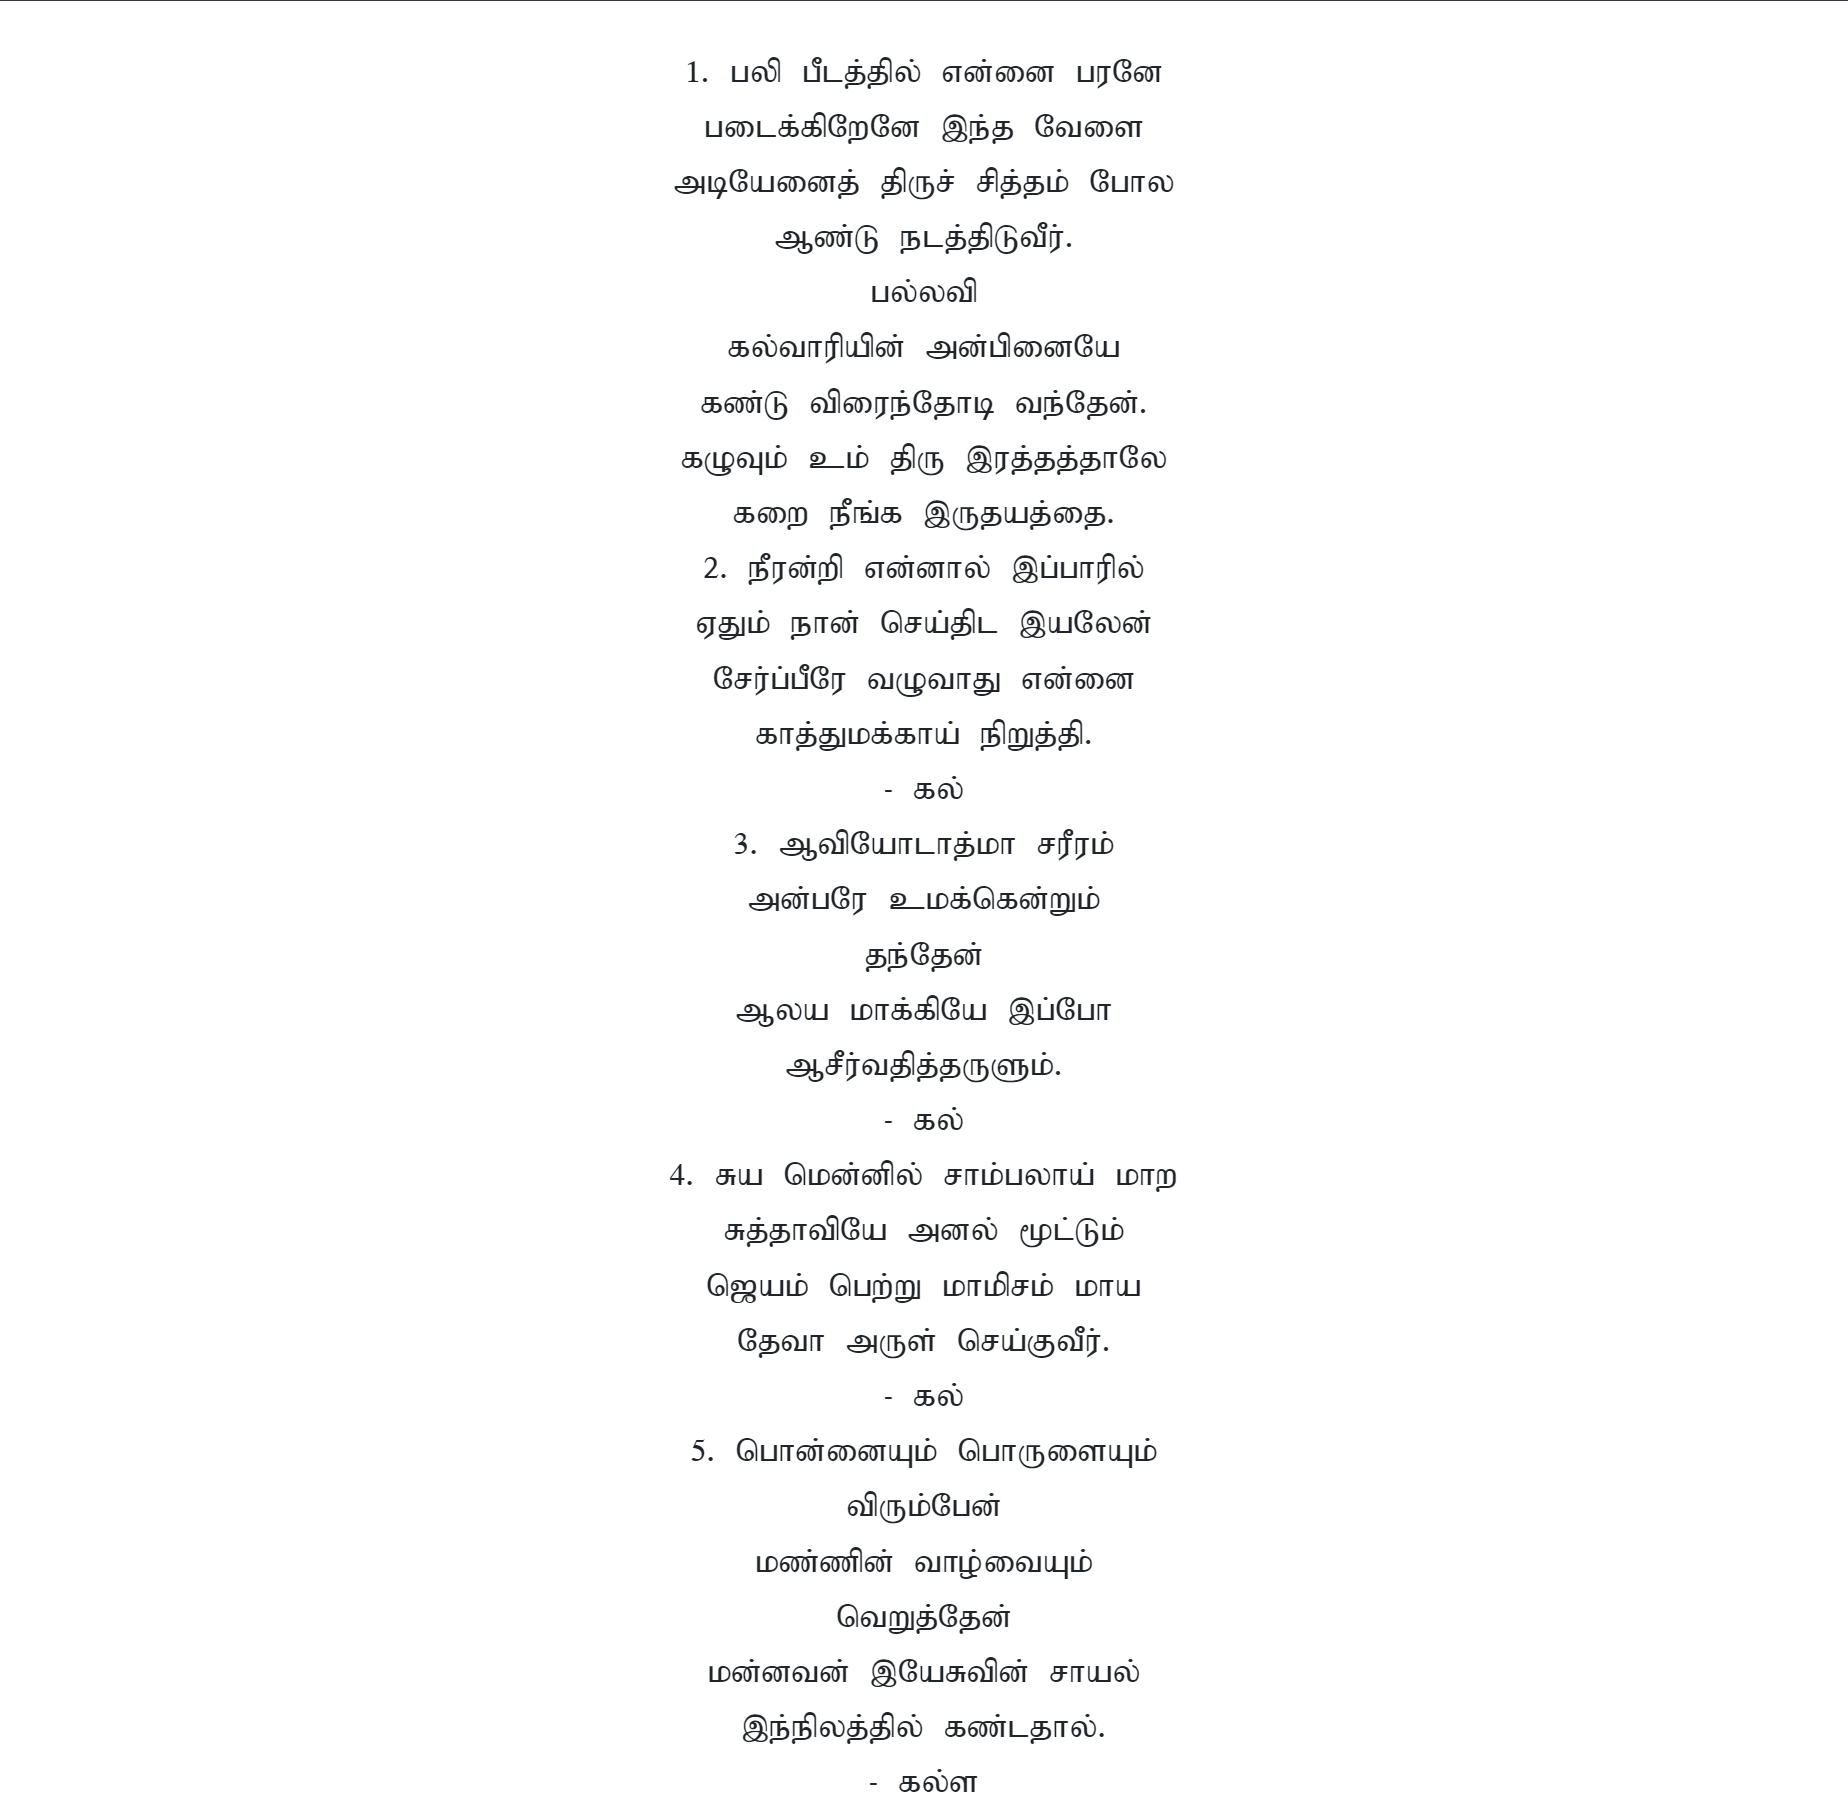 1. பலி பீடத்தில் என்னை பரனே
படைக்கிறேனே இந்த வேளை
அடியேனைத் திருச் சித்தம் போல
ஆண்டு நடத்திடுவீர்.
பல்லவி
கல்வாரியின் அன்பினையே
கண்டு விரைந்தோடி வந்தேன்.
கழுவும் உம் திரு இரத்தத்தாலே
கறை நீங்க இருதயத்தை.
2. நீரன்றி என்னால் இப்பாரில்
ஏதும் நான் செய்திட இயலேன்
சேர்ப்பீரே வழுவாது என்னை
காத்துமக்காய் நிறுத்தி.
- கல்
3. ஆவியோடாத்மா சரீரம்
அன்பரே உமக்கென்றும்
தந்தேன்
ஆலய மாக்கியே இப்போ
ஆசீர்வதித்தருளும்.
- கல்
4. சுய மென்னில் சாம்பலாய் மாற
சுத்தாவியே அனல் மூட்டும்
ஜெயம் பெற்று மாமிசம் மாய
தேவா அருள் செய்குவீர்.
- கல்
5. பொன்னையும் பொருளையும்
விரும்பேன்
மண்ணின் வாழ்வையும்
வெறுத்தேன்
மன்னவன் இயேசுவின் சாயல்
இந்நிலத்தில் கண்டதால்.
- கல்ள